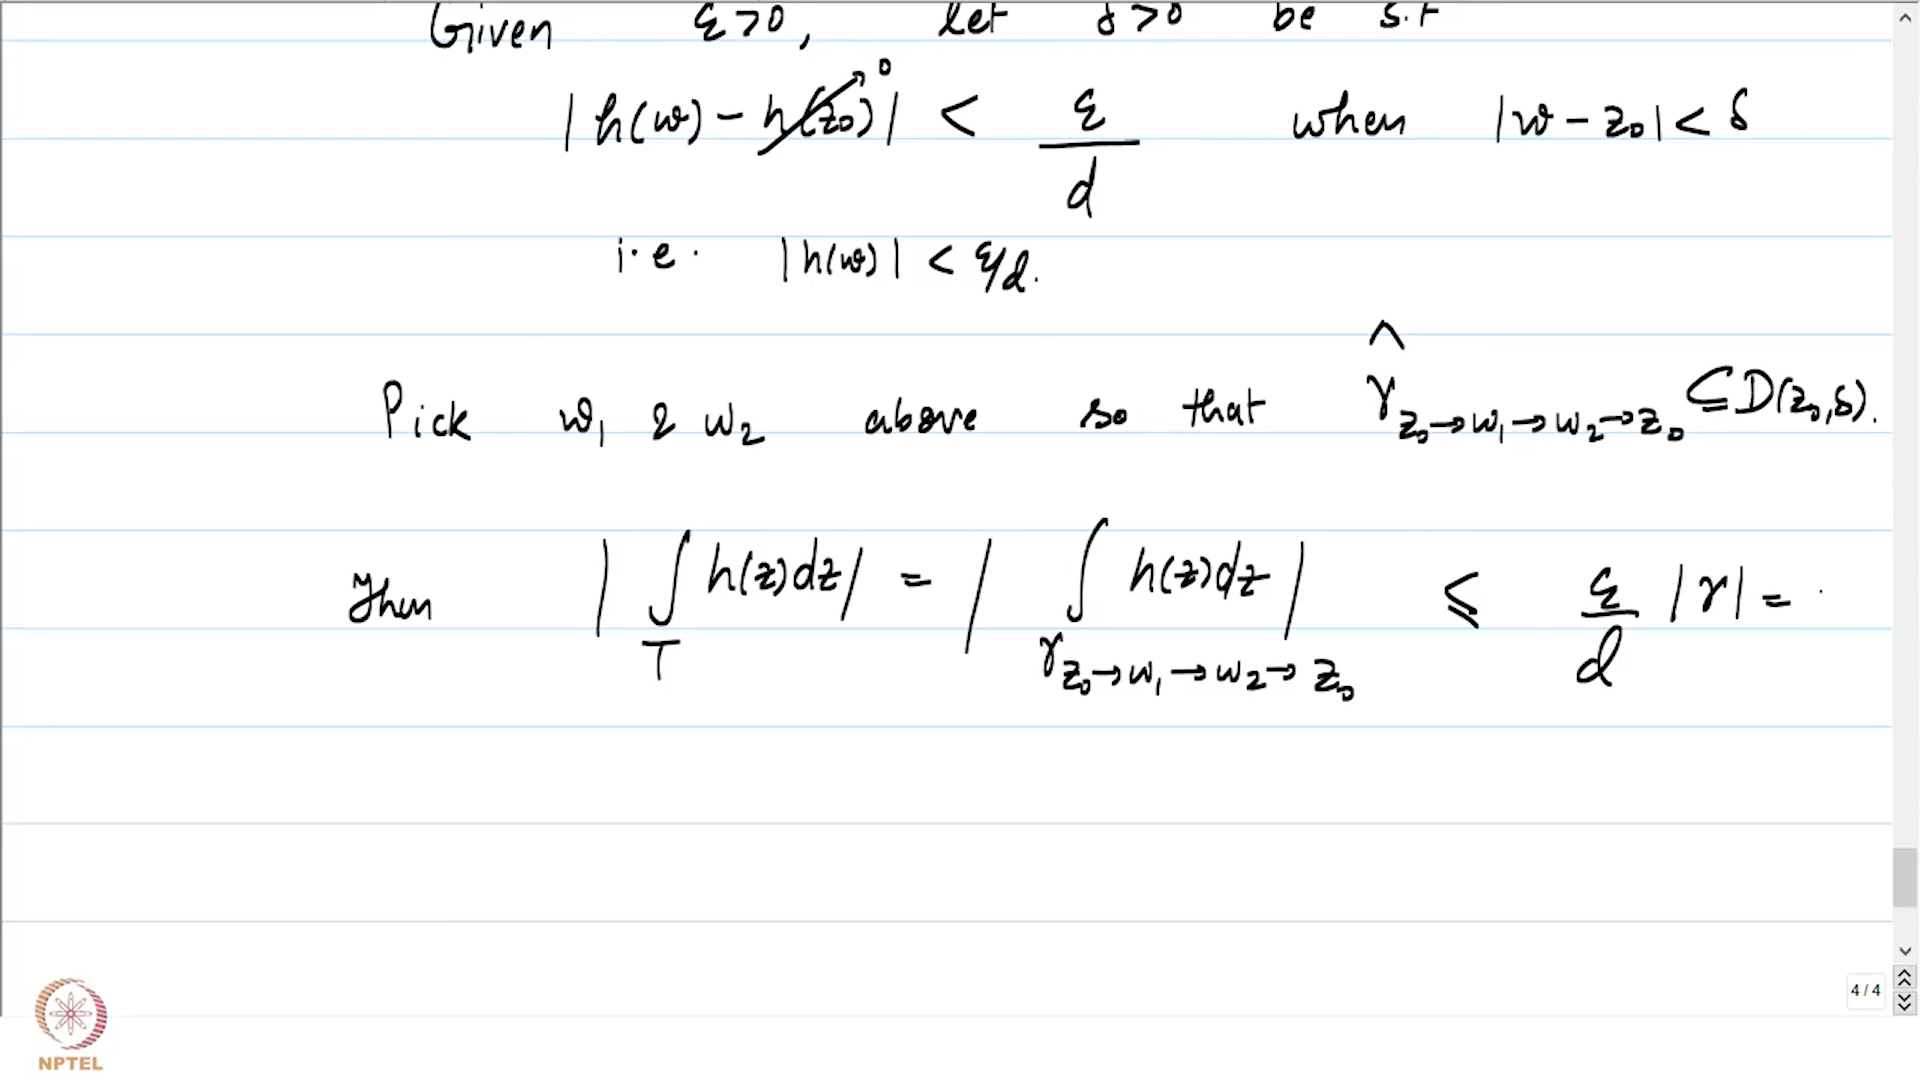 Given ε>0, let δ>0 be s.t
|h(w) - h(z₀)⁰| < ε/d when |w - z₀| < δ
i.e. |h(w)| < ε/d.
Pick w₁ & w₂ above so that γ̂_{z₀→w₁→w₂→z₀} ⊆ D(z₀,δ).
Then |∫_T h(z)dz| = |∫_{γ_{z₀→w₁→w₂→z₀}} h(z)dz| ≤ ε/d |γ| =
4 / 4
NPTEL